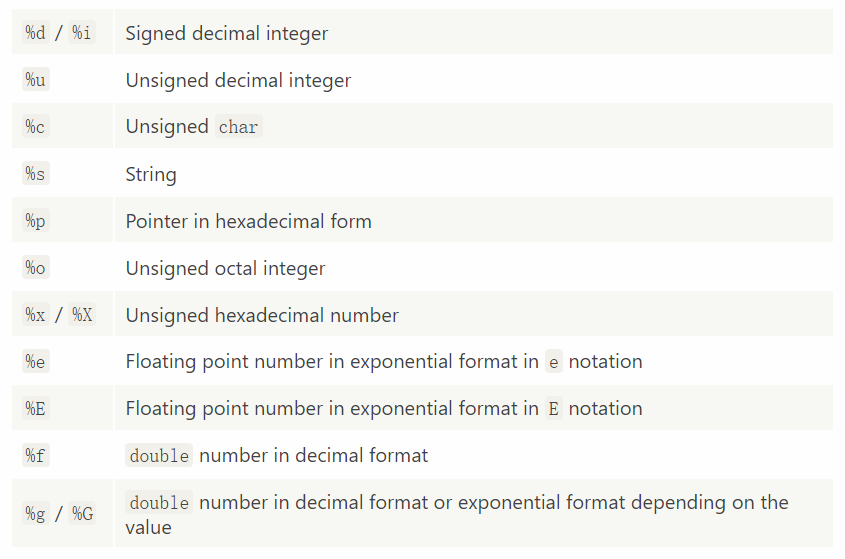 %d / %i Signed decimal integer
%u Unsigned decimal integer
%c Unsigned char
%s String
%p Pointer in hexadecimal form
%o Unsigned octal integer
%x / %X Unsigned hexadecimal number
%e Floating point number in exponential format in e notation
%E Floating point number in exponential format in E notation
%f double number in decimal format
%g / %G double number in decimal format or exponential format depending on the
value